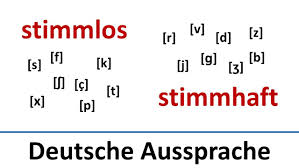 stimmlos
[r] [v] [d] [z]
[s] [f] [k]
[j] [g] [ʒ] [b]
[ʃ] [ç] [t]
[x] [p]
stimmhaft
Deutsche Aussprache